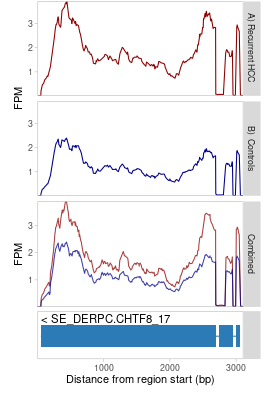 3
2
1
A) Recurrent HCC
FPM
3
2
1
B) Controls
3
2
1
Combined
FPM
< SE_DERPC.CHTF8_17
0 1000 2000 3000
Distance from region start (bp)